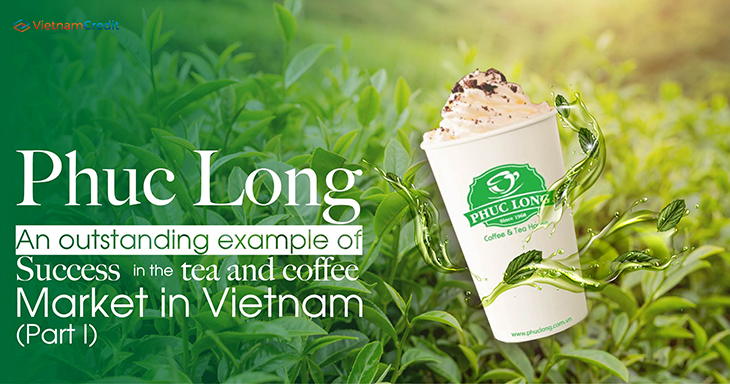 VietnamCredit
Phuc Long
An outstanding example of
Success in the tea and coffee
Market in Vietnam
(Part I)
PHUC LONG
Since 1968
Coffee & Tea
www.phuclong.com.vn